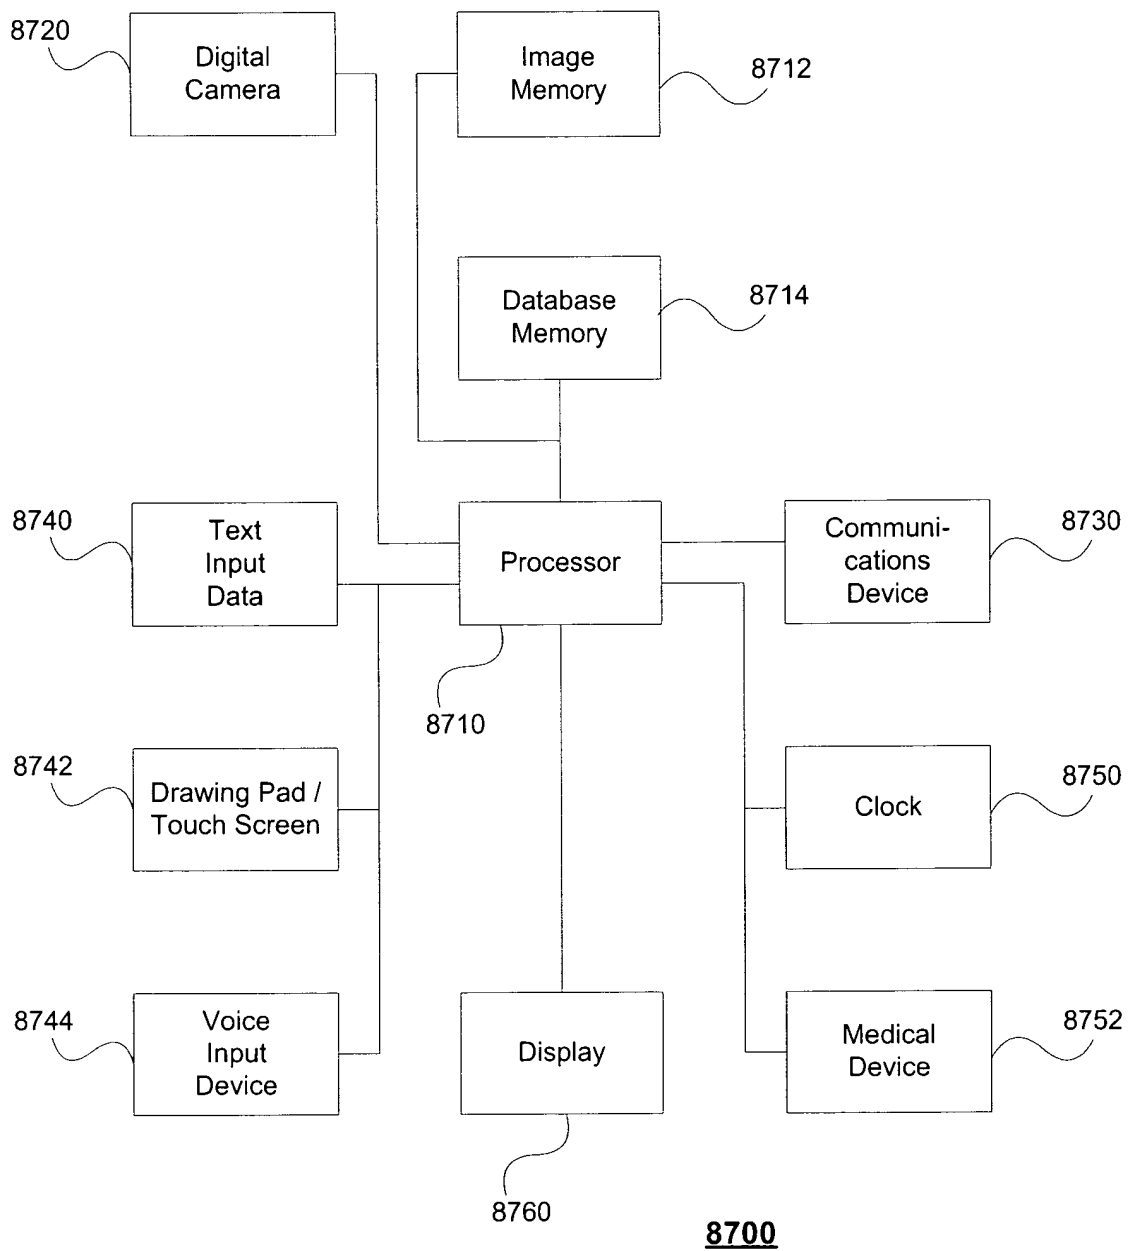 8720
Digital
Camera
Image
Memory
8712
Database
Memory
8714
8740
Text
Input
Data
Processor
8710
Communi-
cations
Device
8730
8742
Drawing Pad /
Touch Screen
Clock
8750
8744
Voice
Input
Device
Display
8760
Medical
Device
8752
8700